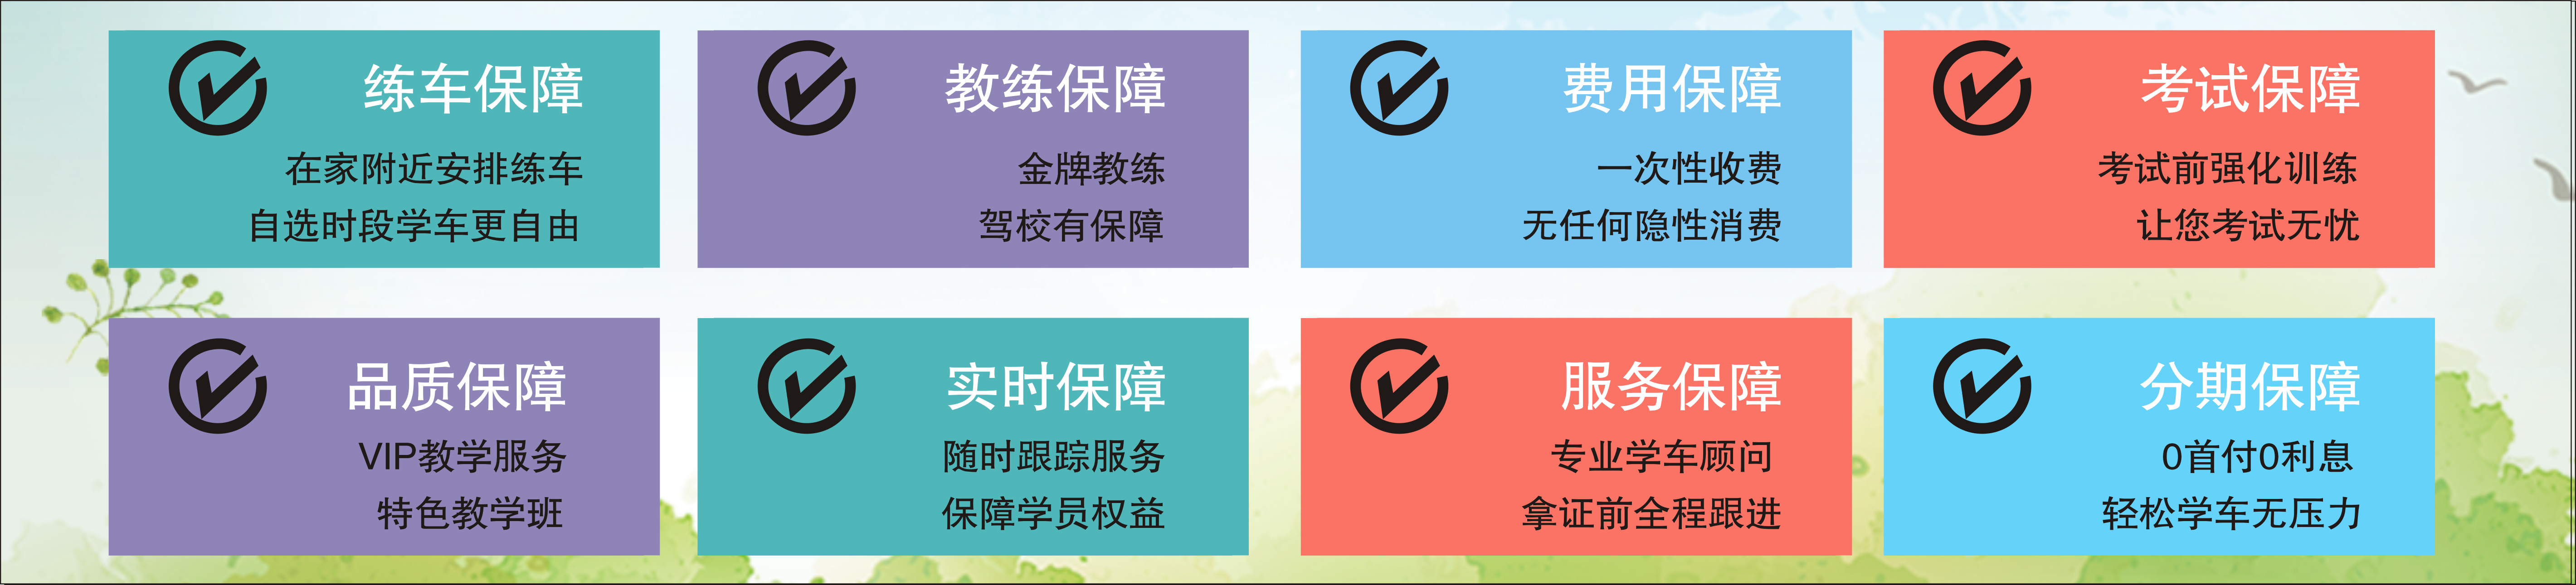 练车保障
在家附近安排练车
自选时段学车更自由
教练保障
金牌教练
驾校有保障
费用保障
一次性收费
无任何隐性消费
考试保障
考试前强化训练
让您考试无忧
品质保障
VIP教学服务
特色教学班
实时保障
随时跟踪服务
保障学员权益
服务保障
专业学车顾问
拿证前全程跟进
分期保障
0首付0利息
轻松学车无压力